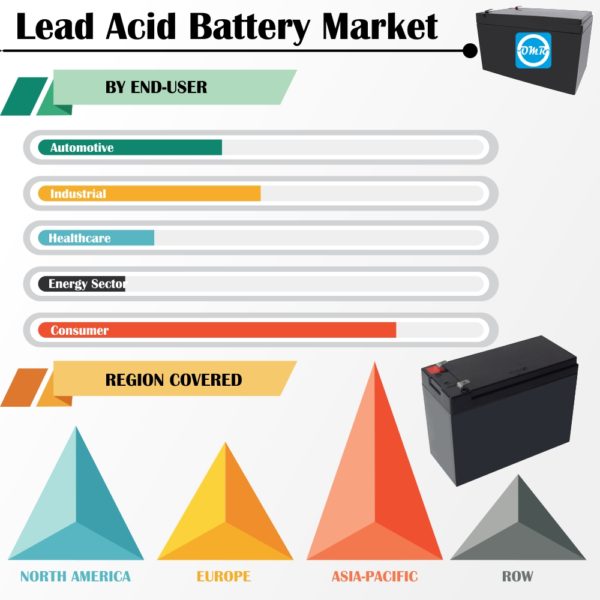 Lead Acid Battery Market
OMR
BY END-USER
Automotive
Industrial
Healthcare
Energy Sector
Consumer
REGION COVERED
NORTH AMERICA
EUROPE
ASIA-PACIFIC
ROW